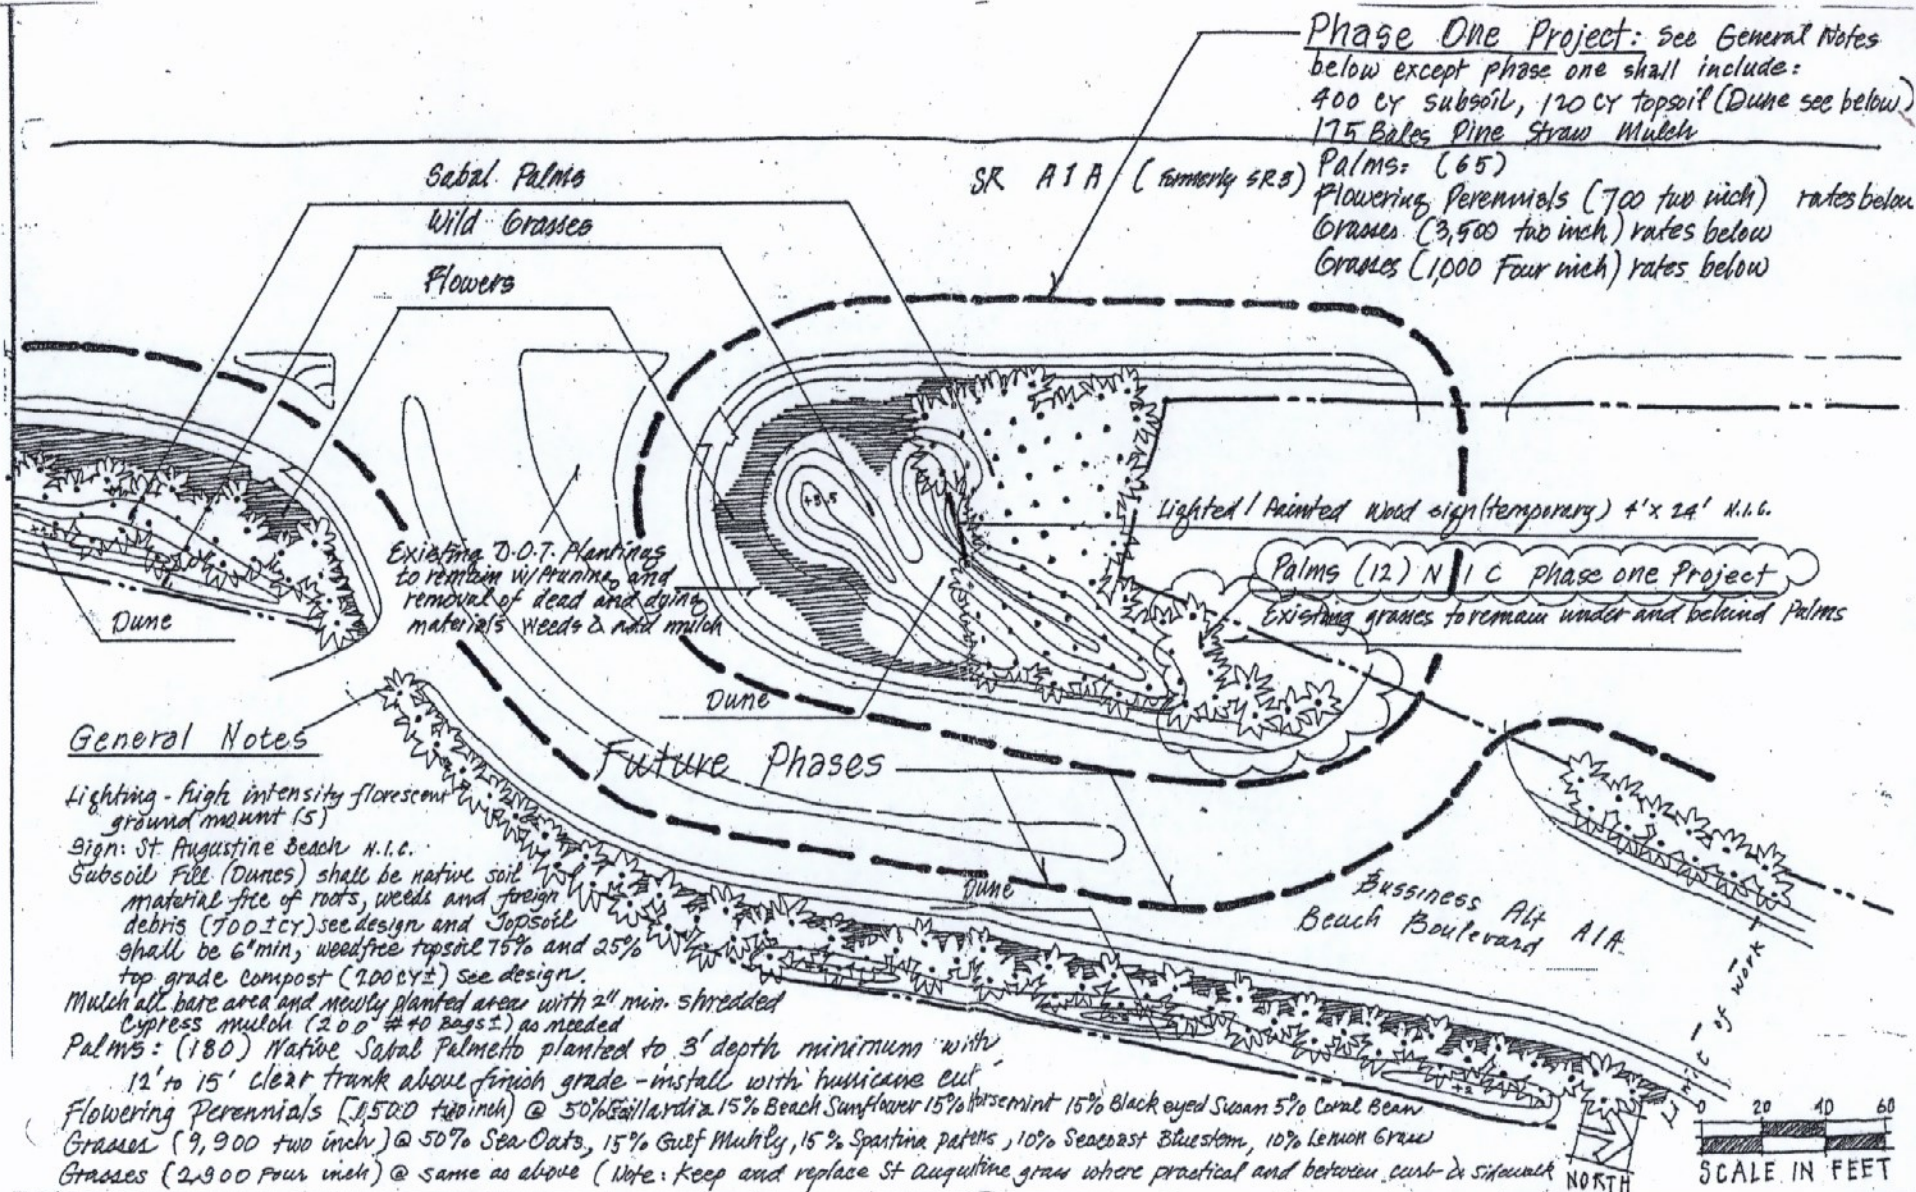 Phase One Project: See General Notes
below except phase one shall include:
400 CY subsoil, 120 CY topsoil (Dune see below)
175 Bales Pine Straw Mulch
Palms: (65)
Flowering Perennials (700 two inch) rates below
Grasses (3,500 two inch) rates below
Grasses (1,000 Four inch) rates below
SR A1A (formerly SR3)
Sabal Palms
Wild Grasses
Flowers
+3.5
Lighted / Painted Wood sign (temporary) 4' x 24' N.I.C.
Palms (12) N I C phase one Project
Existing grasses to remain under and behind Palms
Existing D.O.T. Plantings
to remain w/ Pruning and
removal of dead and dying
materials weeds & add mulch
Dune
Dune
Future Phases
Dune
Bussiness Alt A1A
Beach Boulevard
Limit of Work
General Notes
Lighting - high intensity florescent
ground mount (5)
Sign: St. Augustine Beach N.I.C.
Subsoil Fill (Dunes) shall be native soil
material free of roots, weeds and foreign
debris (700±CY) see design and Topsoil
shall be 6" min, weedfree topsoil 75% and 25%
top grade compost (200 CY±) see design.
Mulch all bare area and newly planted areas with 2" min. shredded
Cypress mulch (200 #40 Bags±) as needed
Palms: (180) Native Sabal Palmetto planted to 3' depth minimum with
12' to 15' clear trunk above finish grade - install with hurricane cut
Flowering Perennials [1,500 two inch) @ 50% Gaillardia 15% Beach Sunflower 15% Horsemint 15% Black eyed Susan 5% Coral Bean
Grasses (9,900 two inch) @ 50% Sea Oats, 15% Gulf Muhly, 15% Spartina patens, 10% Seacoast Bluestem, 10% Lemon Grass
Grasses (2,900 Four inch) @ same as above (Note: Keep and replace St Augustine grass where practical and between curb & sidewalk
+2
NORTH
0 20 40 60
SCALE IN FEET